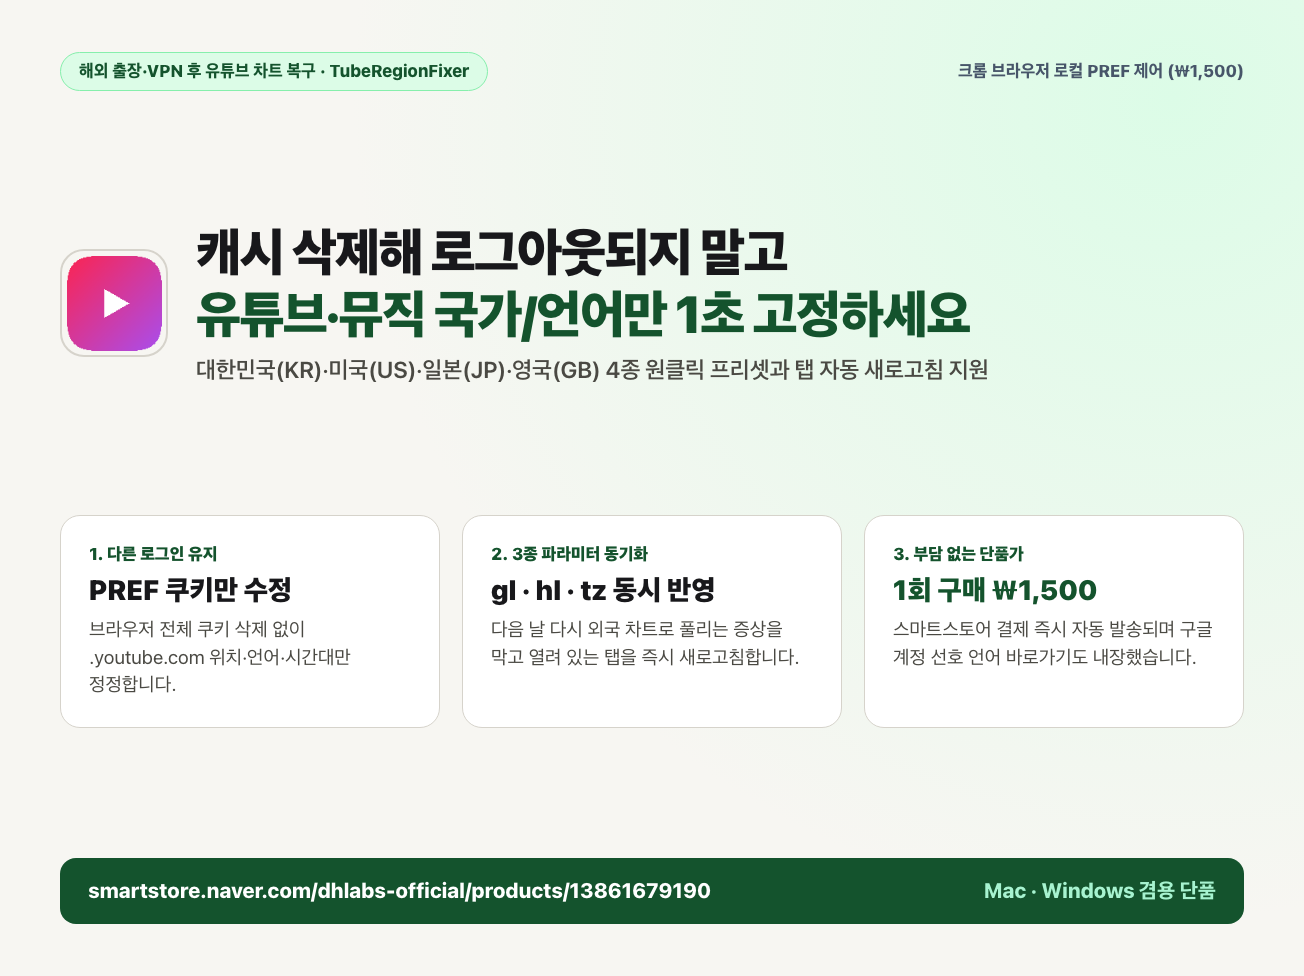 해외 출장·VPN 후 유튜브 차트 복구 · TubeRegionFixer
크롬 브라우저 로컬 PREF 제어 (₩1,500)
캐시 삭제해 로그아웃되지 말고
유튜브·뮤직 국가/언어만 1초 고정하세요
대한민국(KR)·미국(US)·일본(JP)·영국(GB) 4종 원클릭 프리셋과 탭 자동 새로고침 지원
1. 다른 로그인 유지
PREF 쿠키만 수정
브라우저 전체 쿠키 삭제 없이
.youtube.com 위치·언어·시간대만
정정합니다.
2. 3종 파라미터 동기화
gl · hl · tz 동시 반영
다음 날 다시 외국 차트로 풀리는 증상을
막고 열려 있는 탭을 즉시 새로고침합니다.
3. 부담 없는 단품가
1회 구매 ₩1,500
스마트스토어 결제 즉시 자동 발송되며 구글
계정 선호 언어 바로가기도 내장했습니다.
smartstore.naver.com/dhlabs-official/products/13861679190
Mac · Windows 겸용 단품